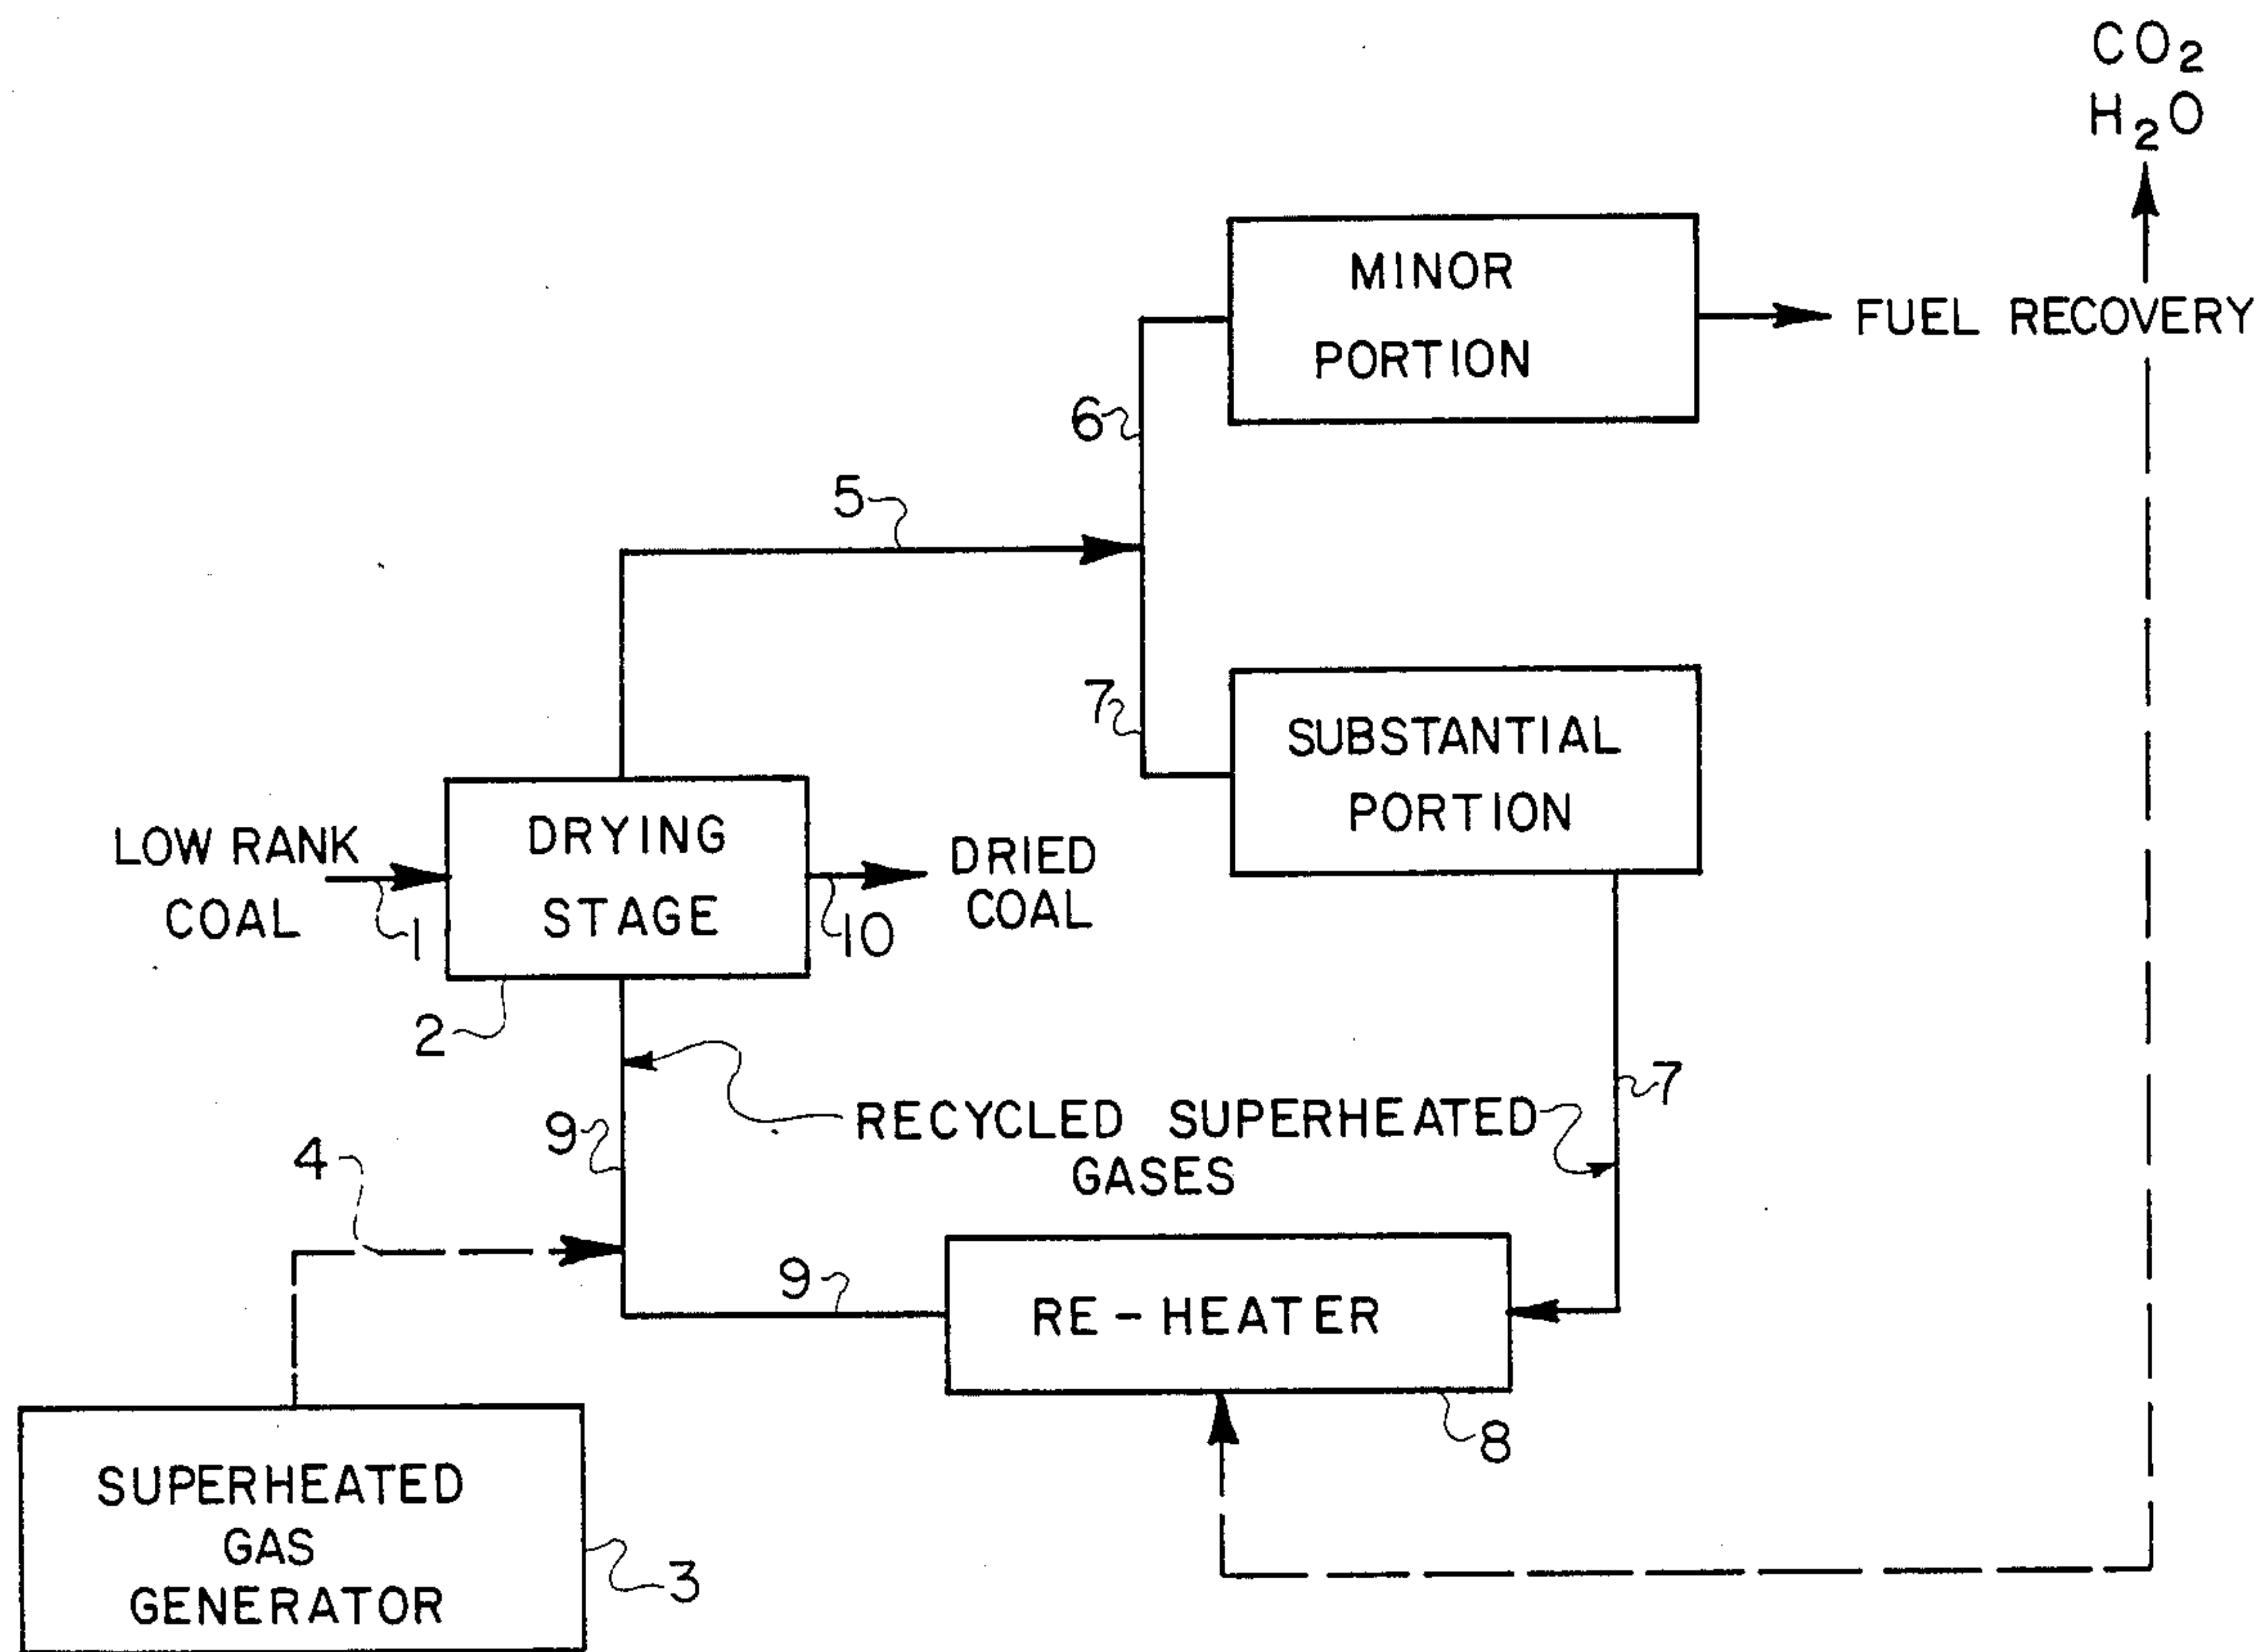 CO2
H2O
MINOR
PORTION
FUEL RECOVERY
6
5
7
SUBSTANTIAL
PORTION
LOW RANK
COAL
1
DRYING
STAGE
10
DRIED
COAL
2
7
RECYCLED SUPERHEATED
GASES
9
4
9
RE-HEATER
8
SUPERHEATED
GAS
GENERATOR
3